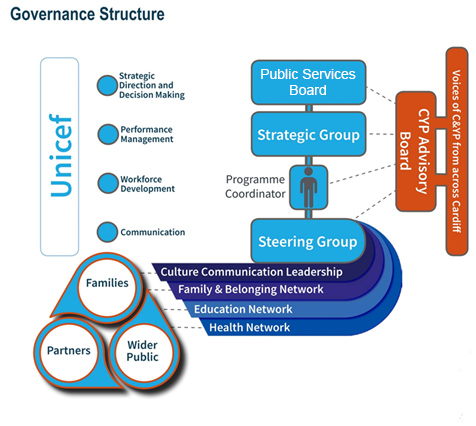 Governance Structure
Unicef
Strategic
Direction and
Decision Making
Performance
Management
Workforce
Development
Communication
Public Services
Board
Strategic Group
Programme
Coordinator
Steering Group
CYP Advisory
Board
Voices of C&YP from across Cardiff
Culture Communication Leadership
Family & Belonging Network
Education Network
Health Network
Families
Partners
Wider
Public